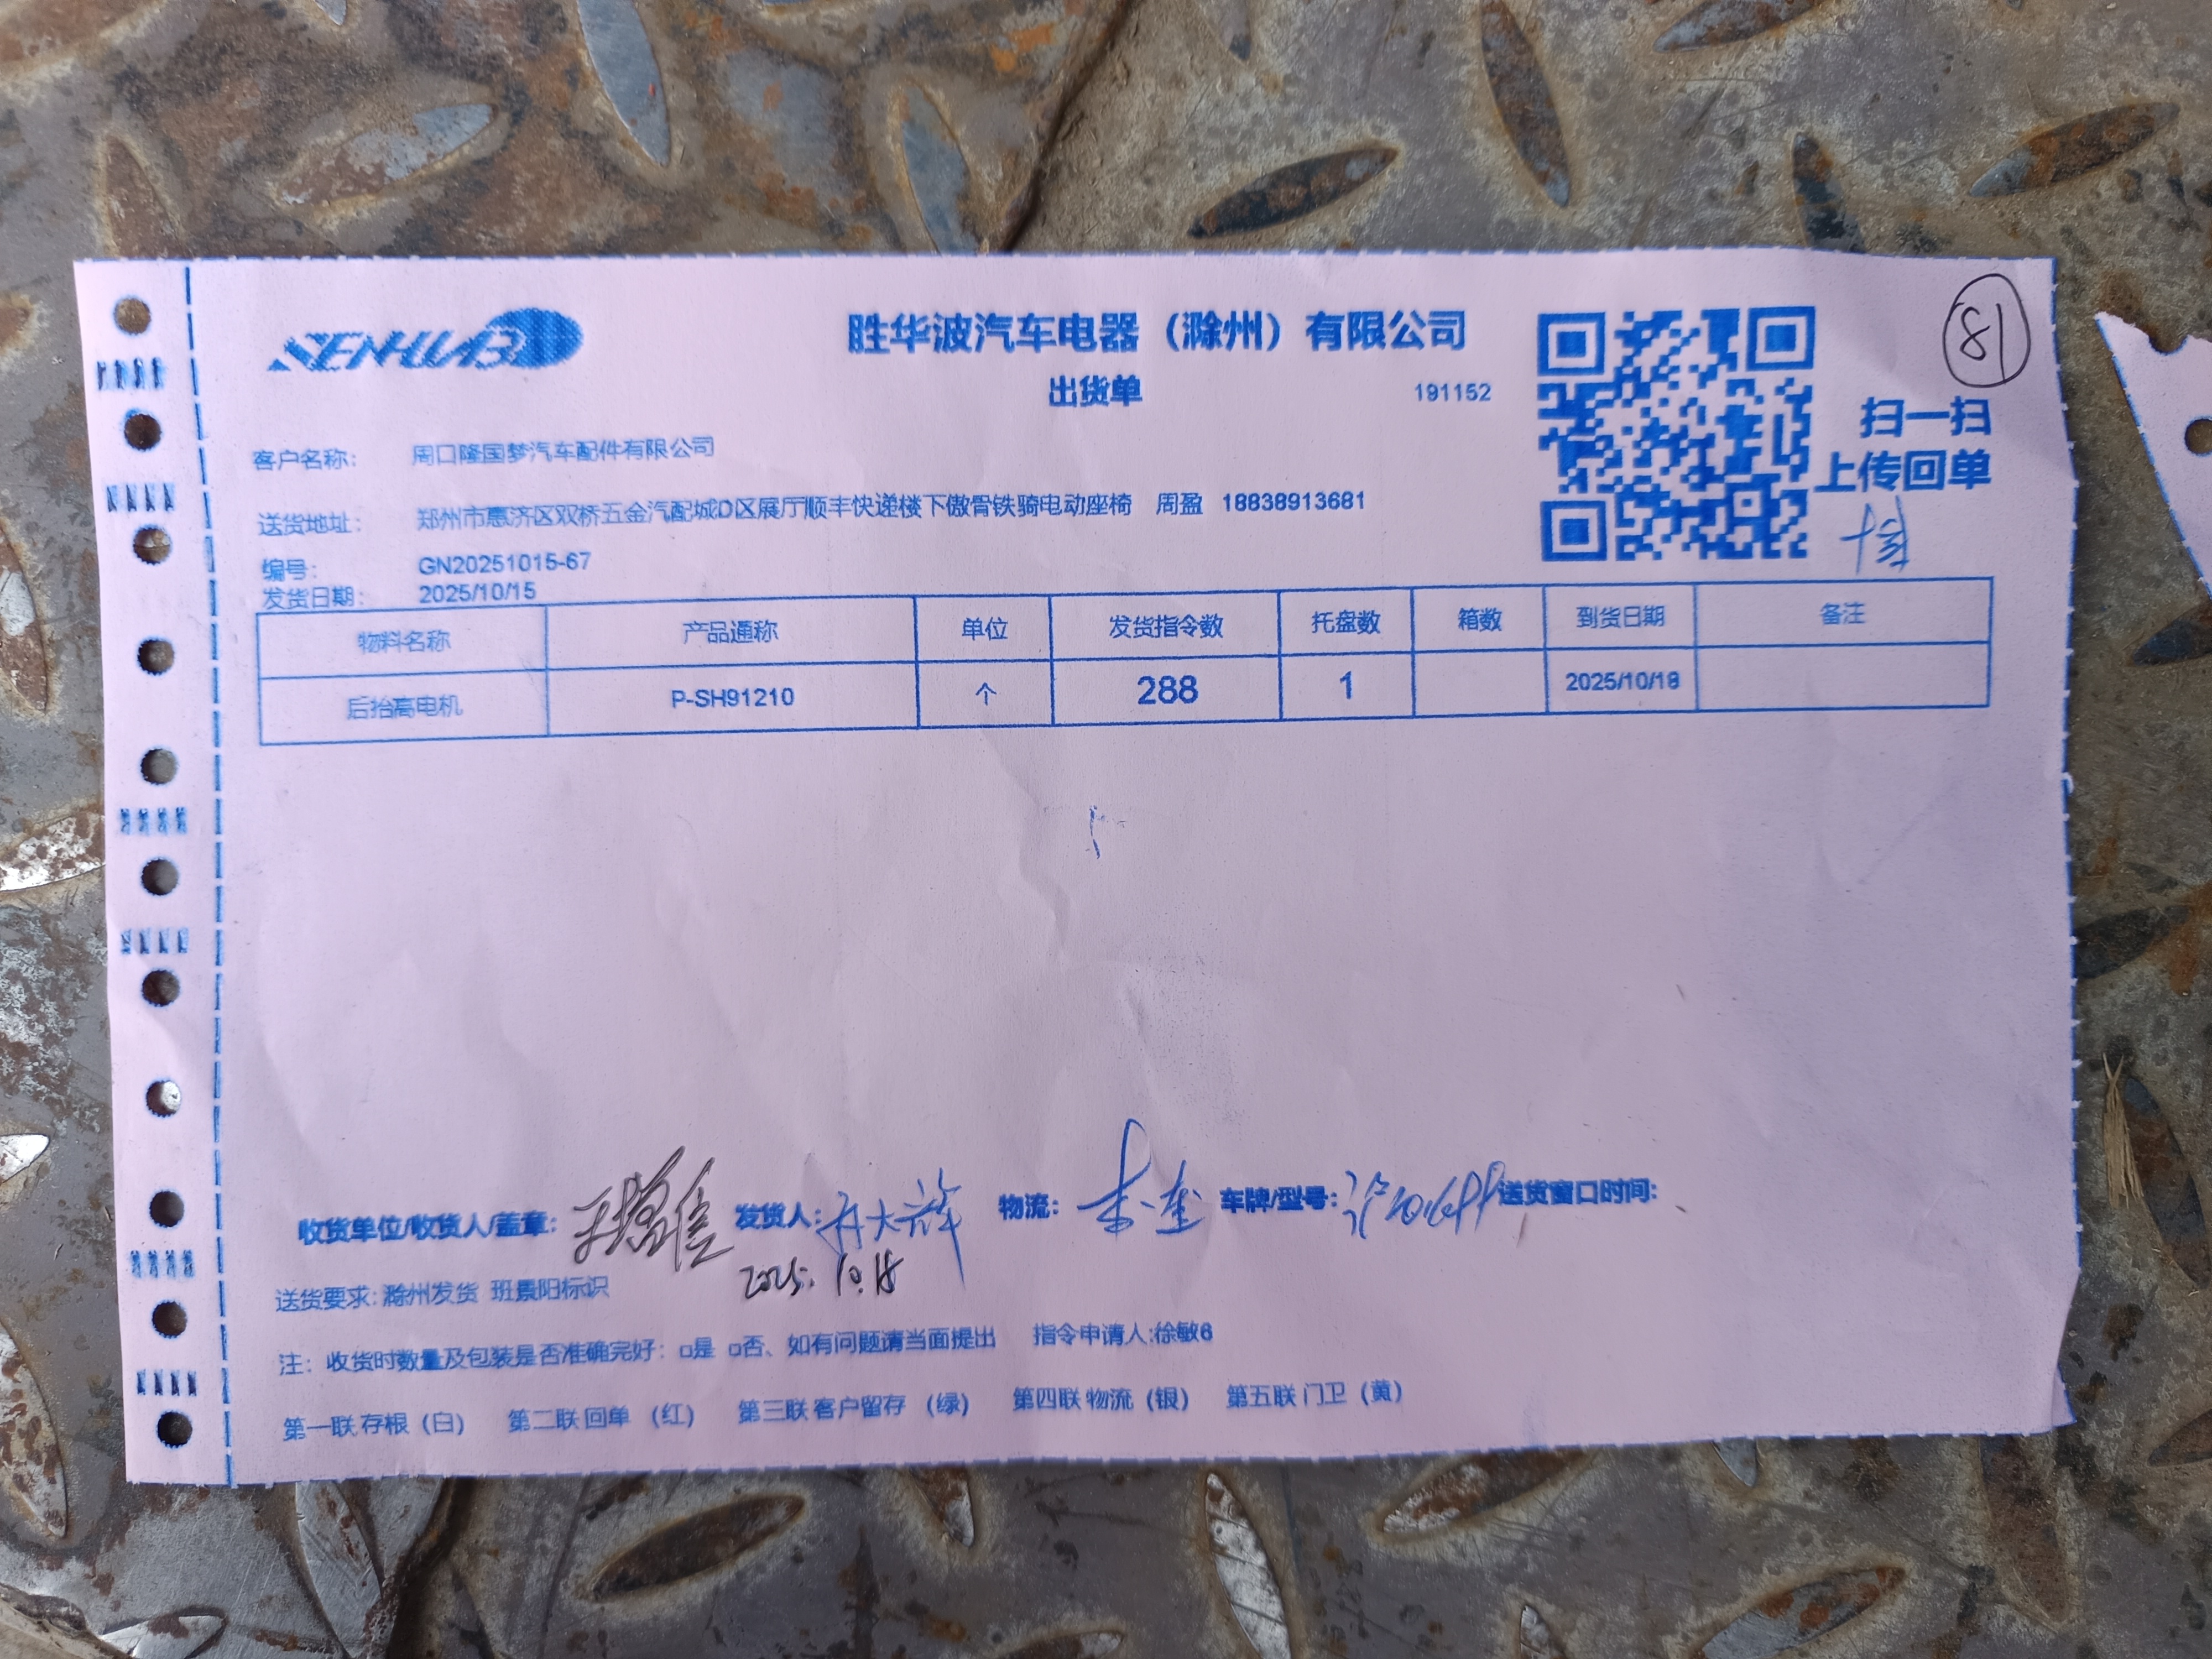 SENHWABO
胜华波汽车电器（滁州）有限公司
出货单
191152
81
扫一扫
上传回单
客户名称： 周口隆国梦汽车配件有限公司
送货地址： 郑州市惠济区双桥五金汽配城D区展厅顺丰快递楼下傲骨铁骑电动座椅 周盈 18838913681
编号： GN20251015-67
发货日期： 2025/10/15
物料名称 产品通称 单位 发货指令数 托盘数 箱数 到货日期 备注
后抬高电机 P-SH91210 个 288 1 2025/10/18
收货单位/收货人/盖章： 发货人： 物流： 车牌/型号： 送货窗口时间：
2025.10.18
送货要求：滁州发货 班景阳标识
注： 收货时数量及包装是否准确完好：□是 □否、如有问题请当面提出 指令申请人:徐敏6
第一联 存根（白） 第二联 回单（红） 第三联 客户留存（绿） 第四联 物流（银） 第五联 门卫（黄）